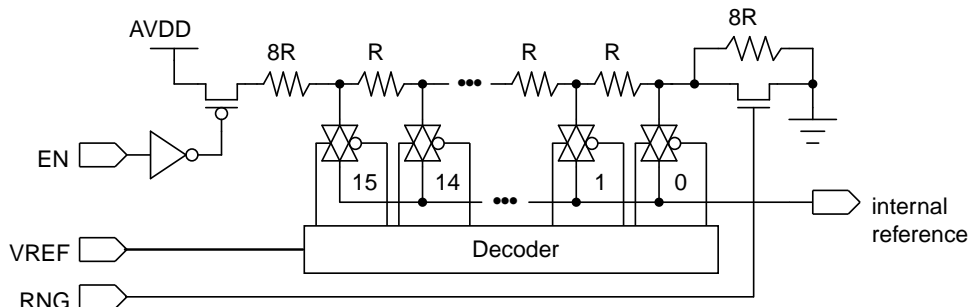 AVDD
8R
R
R
R
8R
EN
15
14
1
0
internal
reference
Decoder
VREF
RNG